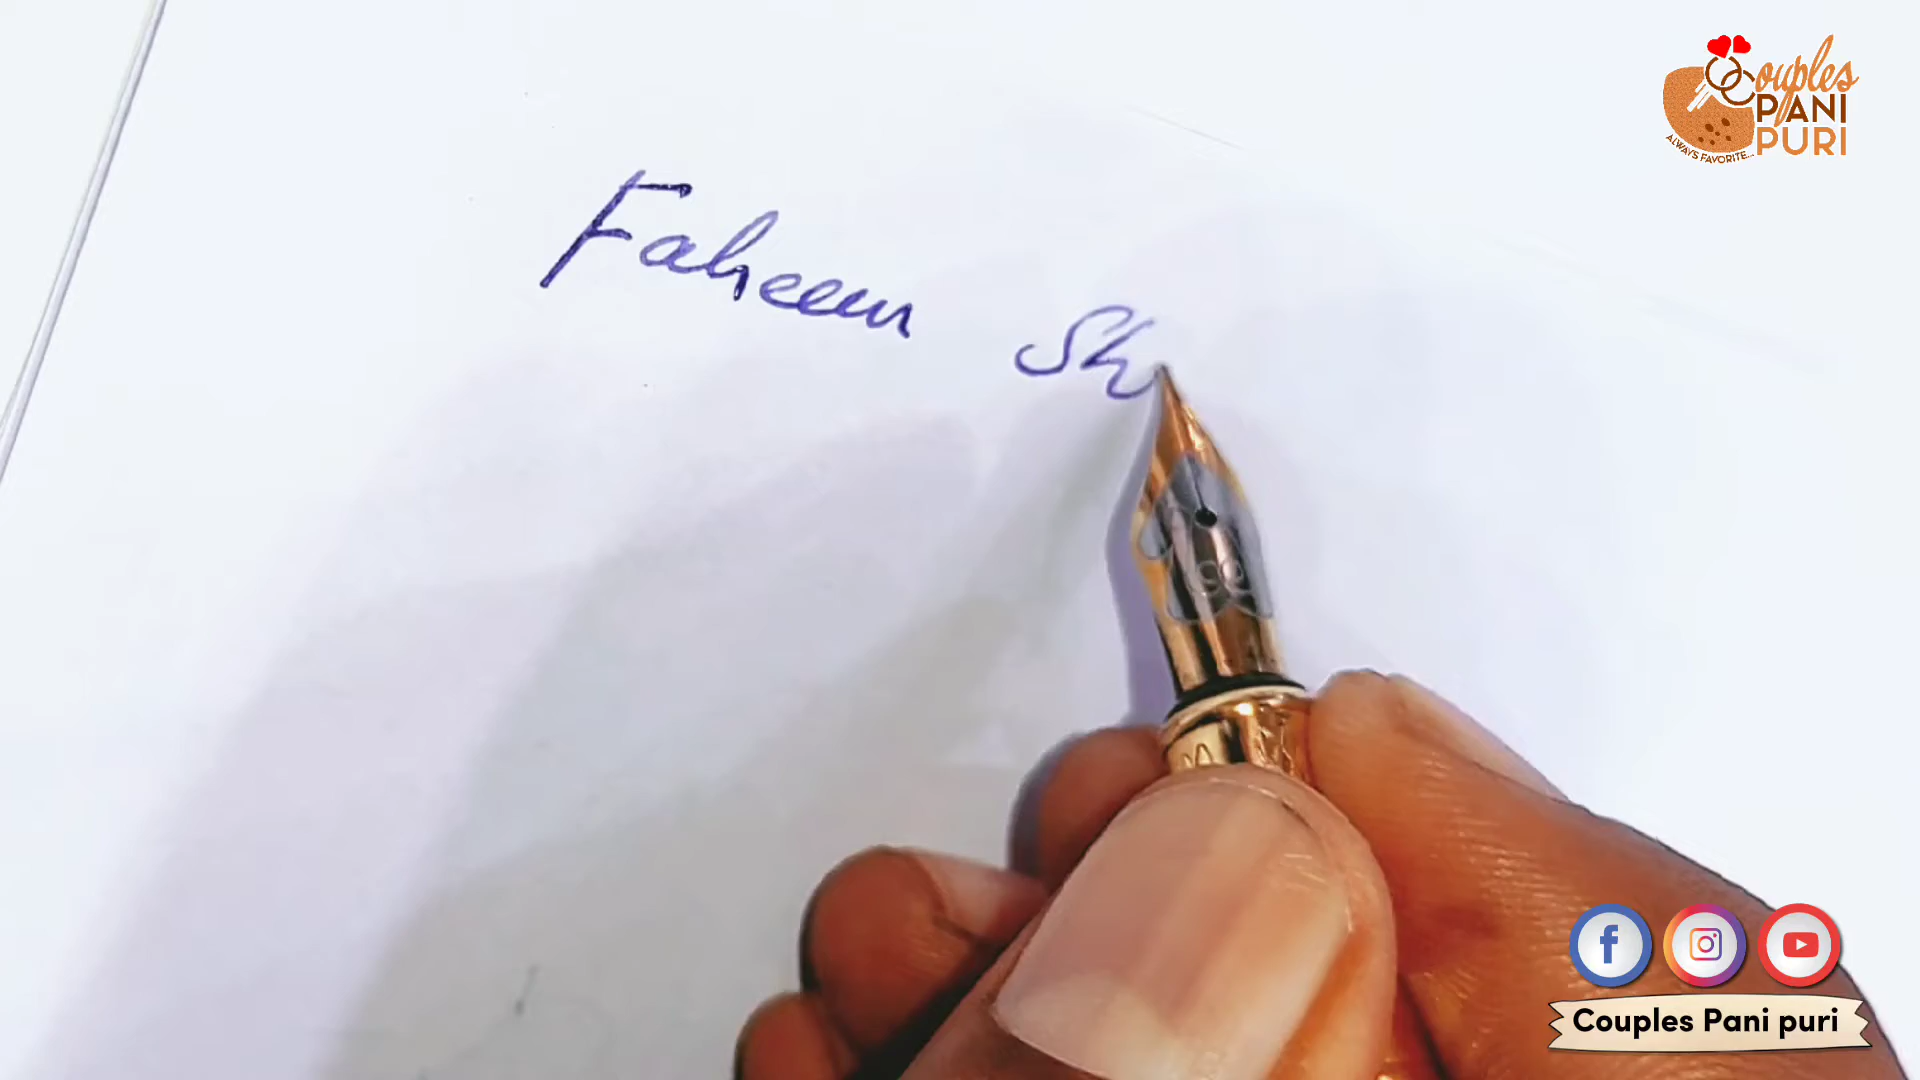 Couples
PANI
PURI
ALWAYS FAVORITE...
Faheem Sh
Couples Pani puri